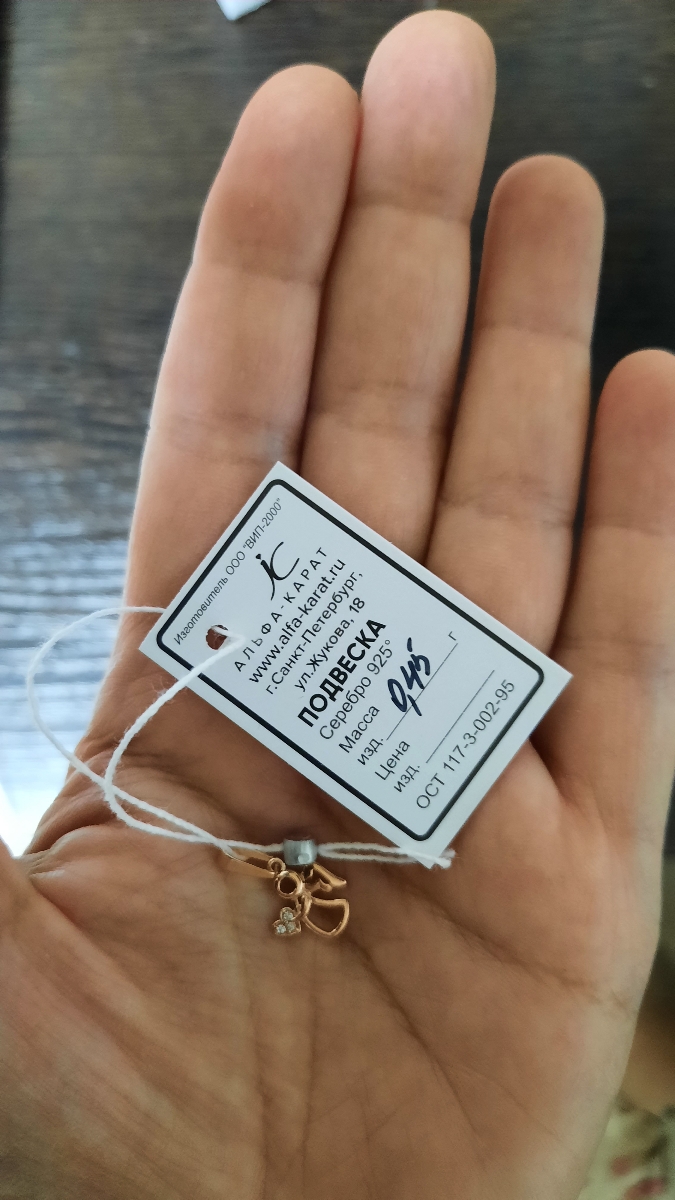 Изготовитель ООО "ВИП-2000"
АЛЬФА-КАРАТ
www.alfa-karat.ru
г.Санкт-Петербург,
ул.Жукова,18
ПОДВЕСКА
Серебро 925°
Масса
изд. 0,45 г
Цена
изд.
ОСТ 117-3-002-95